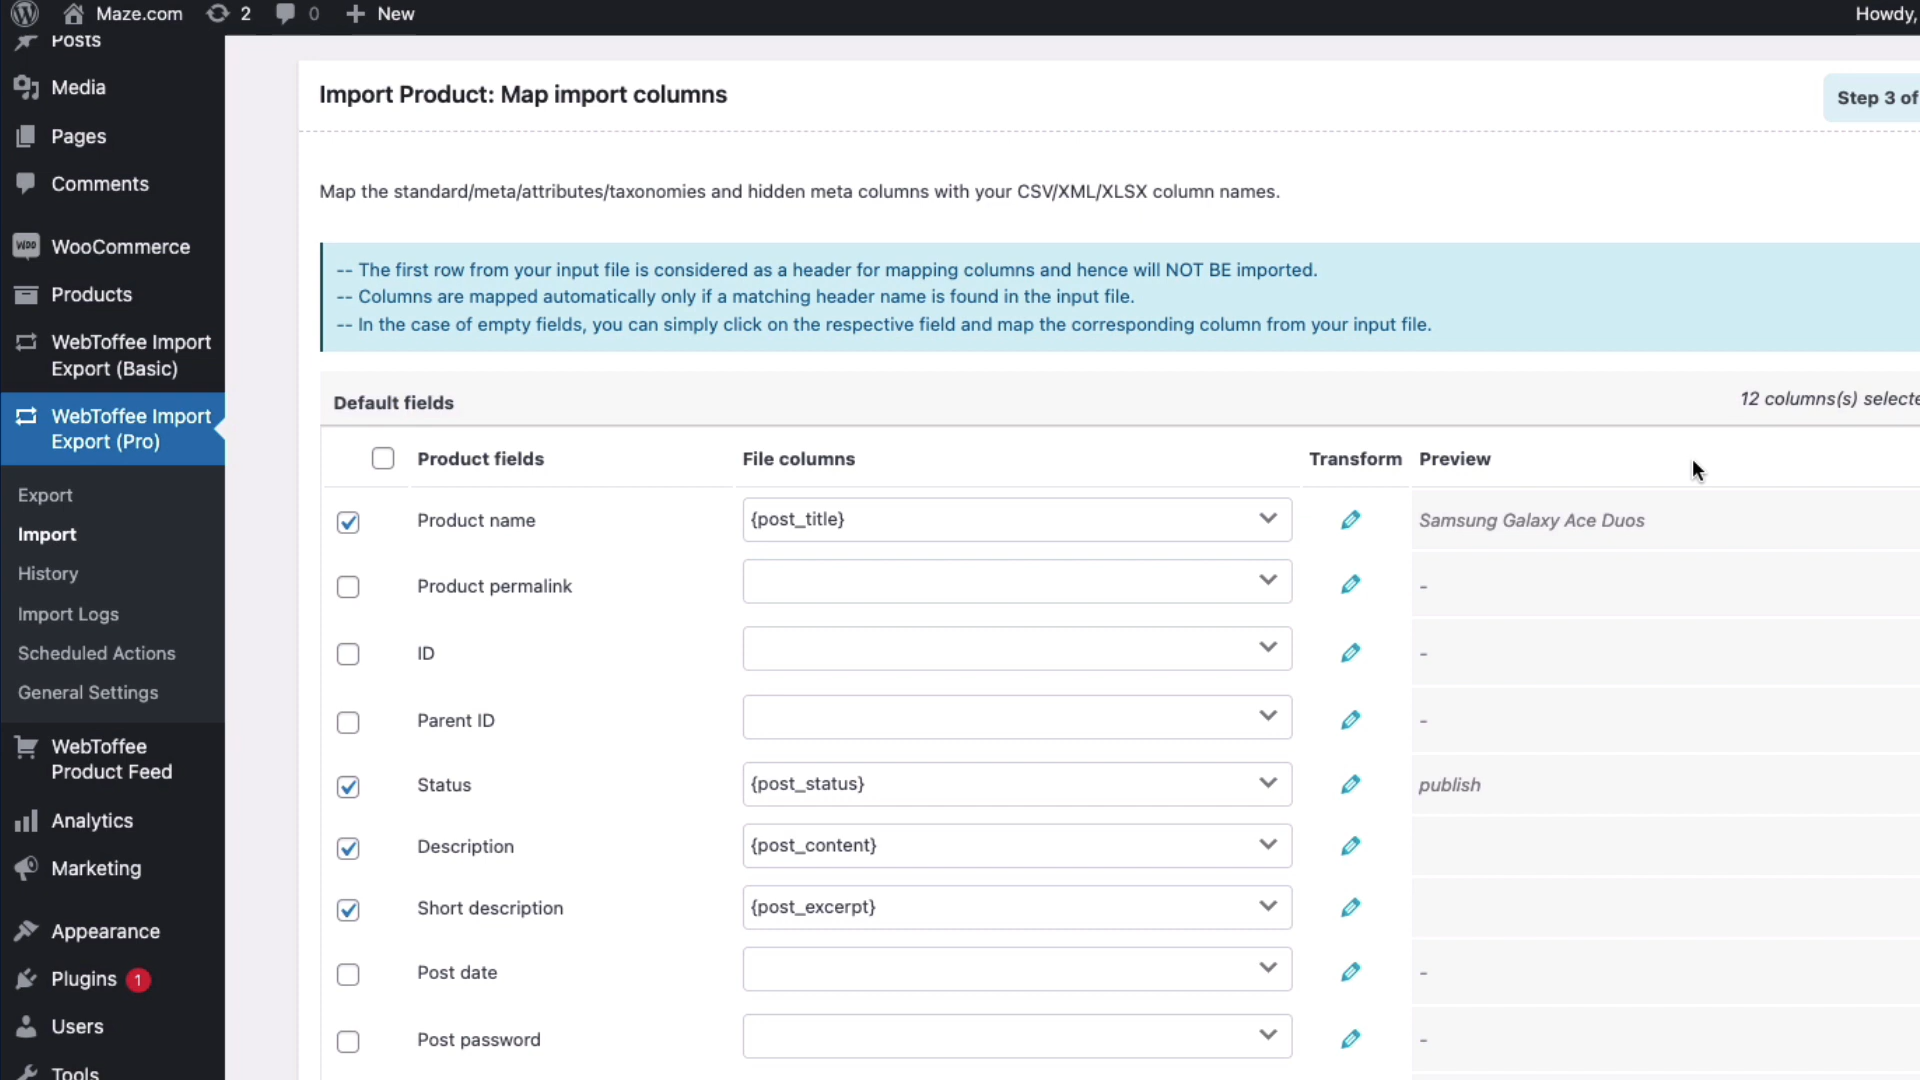 Maze.com 2 0 New Howdy,
Posts
Media
Pages
Comments
WooCommerce
Products
WebToffee Import
Export (Basic)
WebToffee Import
Export (Pro)
Export
Import
History
Import Logs
Scheduled Actions
General Settings
WebToffee
Product Feed
Analytics
Marketing
Appearance
Plugins 1
Users
Tools
Import Product: Map import columns
Step 3 of
Map the standard/meta/attributes/taxonomies and hidden meta columns with your CSV/XML/XLSX column names.
-- The first row from your input file is considered as a header for mapping columns and hence will NOT BE imported.
-- Columns are mapped automatically only if a matching header name is found in the input file.
-- In the case of empty fields, you can simply click on the respective field and map the corresponding column from your input file.
Default fields
12 columns(s) selecte
Product fields File columns Transform Preview
Product name {post_title} Samsung Galaxy Ace Duos
Product permalink -
ID -
Parent ID -
Status {post_status} publish
Description {post_content}
Short description {post_excerpt}
Post date -
Post password -